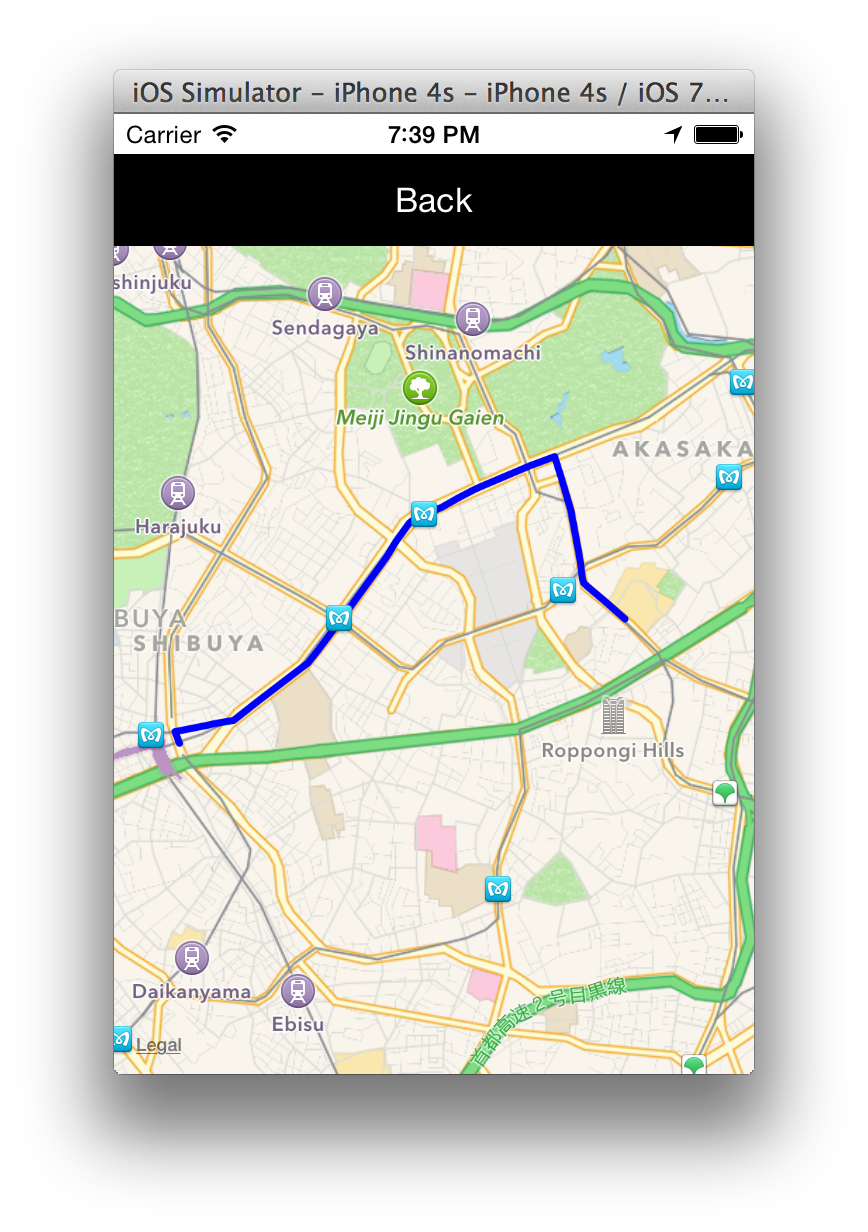 iOS Simulator - iPhone 4s - iPhone 4s / iOS 7...
Carrier
7:39 PM
Back
shinjuku
Sendagaya
Shinanomachi
Meiji Jingu Gaien
AKASAKA
Harajuku
BUYA
SHIBUYA
Roppongi Hills
Daikanyama
Ebisu
首都高速2号目黒線
Legal